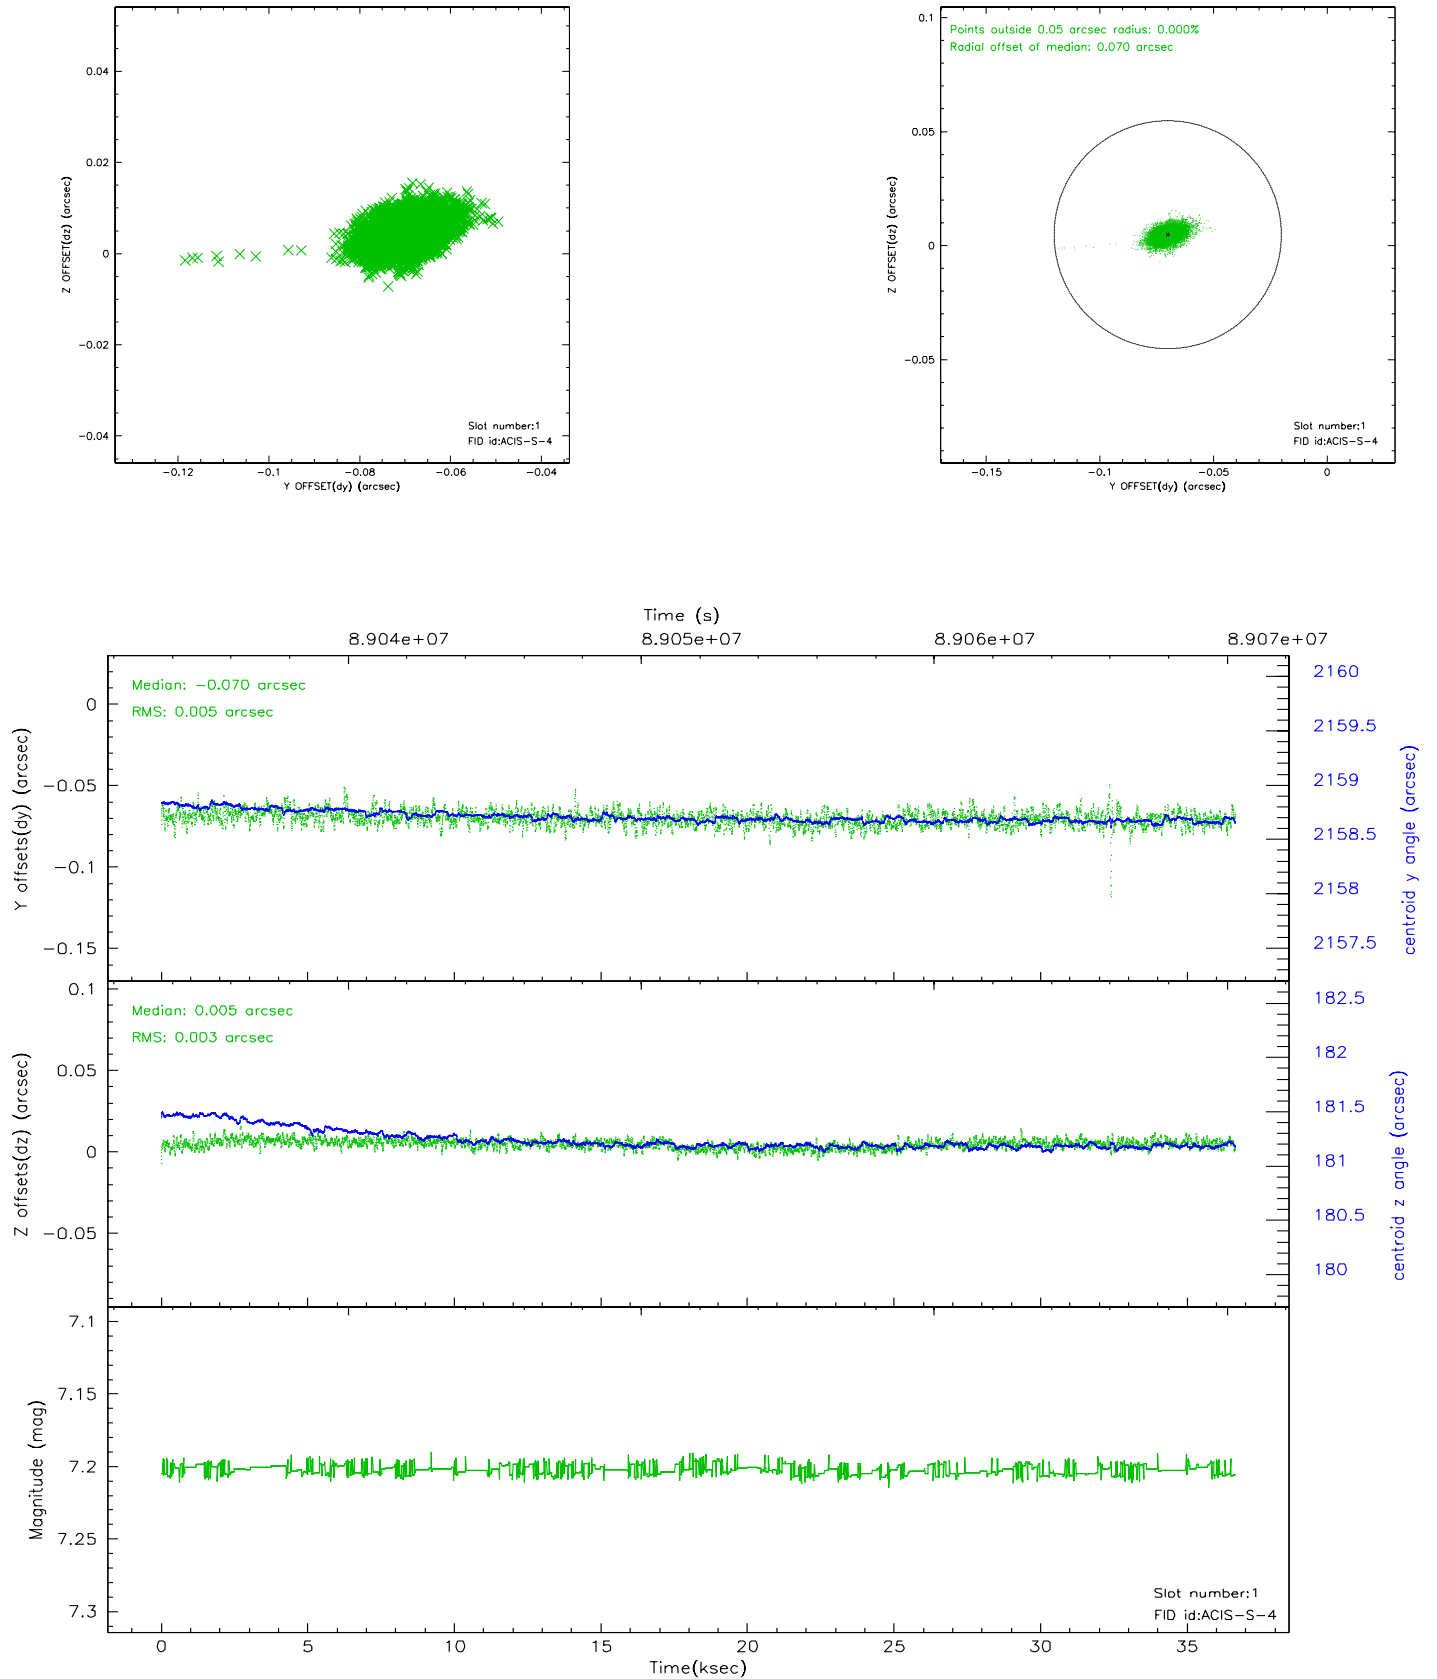 0.04
0.02
0
−0.02
−0.04
Z OFFSET(dz) (arcsec)
−0.12
−0.1
−0.08
−0.06
−0.04
Y OFFSET(dy) (arcsec)
Slot number:1
FID id:ACIS−S−4
Points outside 0.05 arcsec radius: 0.000%
Radial offset of median: 0.070 arcsec
0.1
0.05
0
−0.05
Z OFFSET(dz) (arcsec)
−0.15
−0.1
−0.05
0
Y OFFSET(dy) (arcsec)
Slot number:1
FID id:ACIS−S−4
Time (s)
8.904e+07
8.905e+07
8.906e+07
8.907e+07
Median: −0.070 arcsec
RMS: 0.005 arcsec
0
−0.05
−0.1
−0.15
Y offsets(dy) (arcsec)
2160
2159.5
2159
2158.5
2158
2157.5
centroid y angle (arcsec)
Median: 0.005 arcsec
RMS: 0.003 arcsec
0.1
0.05
0
−0.05
Z offsets(dz) (arcsec)
182.5
182
181.5
181
180.5
180
centroid z angle (arcsec)
7.1
7.15
7.2
7.25
7.3
Magnitude (mag)
Slot number:1
FID id:ACIS−S−4
0
5
10
15
20
25
30
35
Time(ksec)